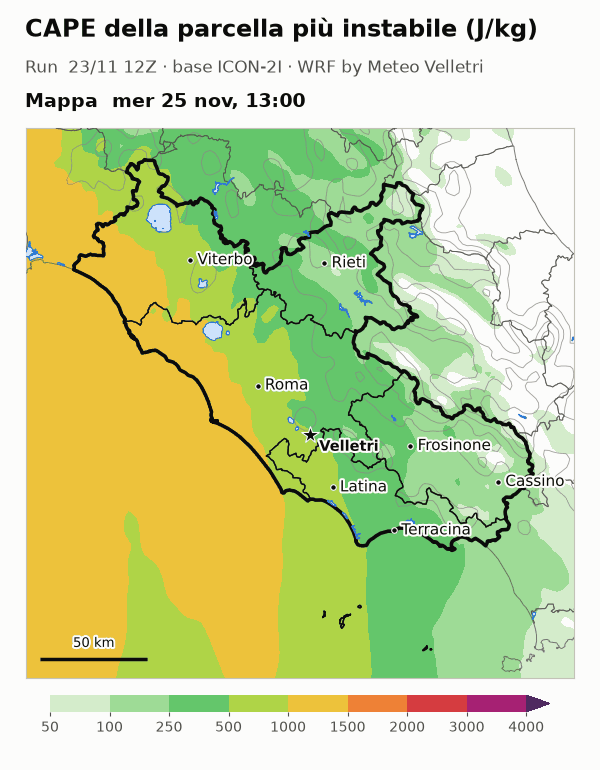 CAPE della parcella più instabile (J/kg)
Run  23/11 12Z · base ICON-2I · WRF by Meteo Velletri
Mappa  mer 25 nov, 13:00
Viterbo
Rieti
Roma
Velletri
Frosinone
Latina
Cassino
Terracina
50 km
50 100 250 500 1000 1500 2000 3000 4000